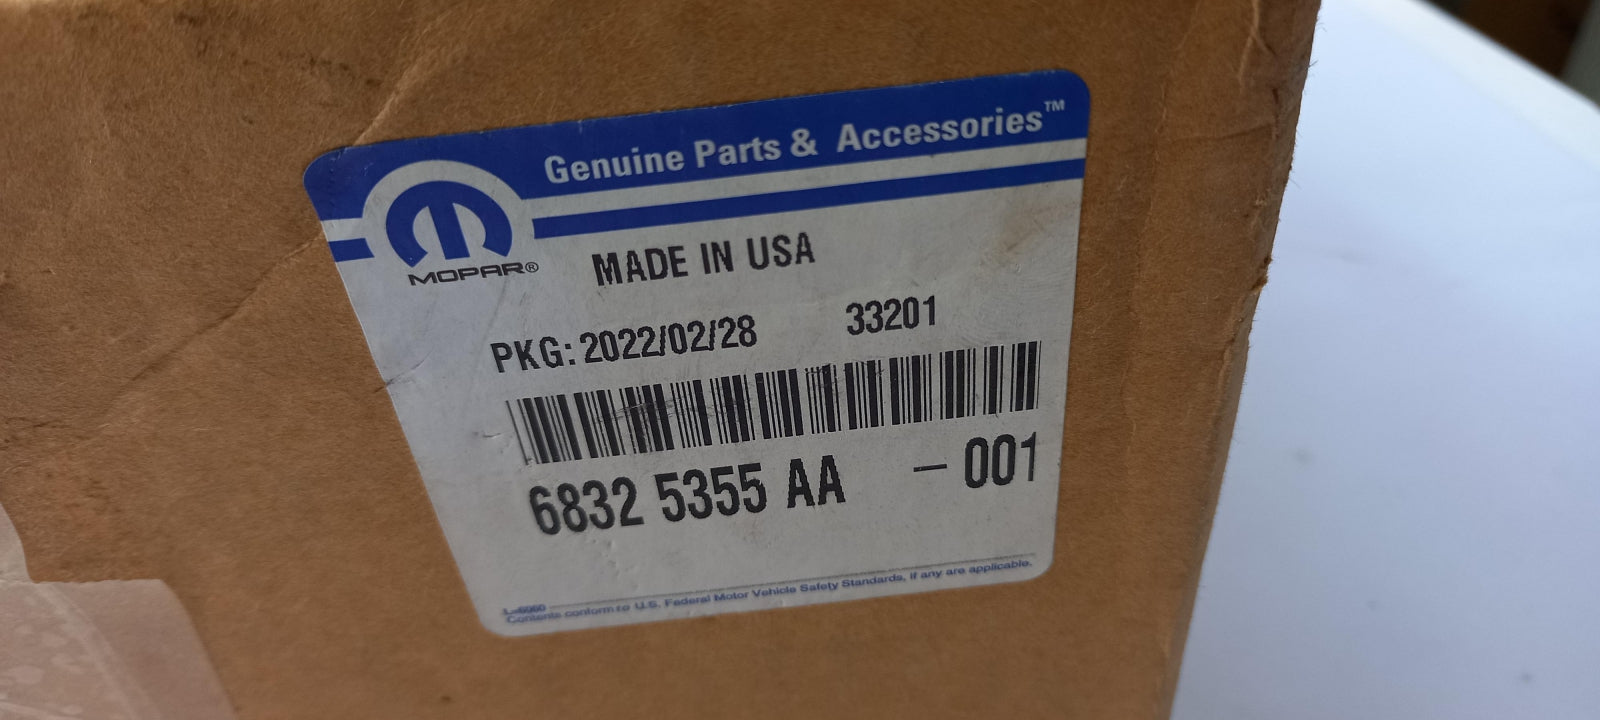 Genuine Parts & Accessories™
MOPAR®
MADE IN USA
PKG: 2022/02/28 33201
6832 5355 AA – 001
L-6060
Contents conform to U.S. Federal Motor Vehicle Safety Standards, if any are applicable.